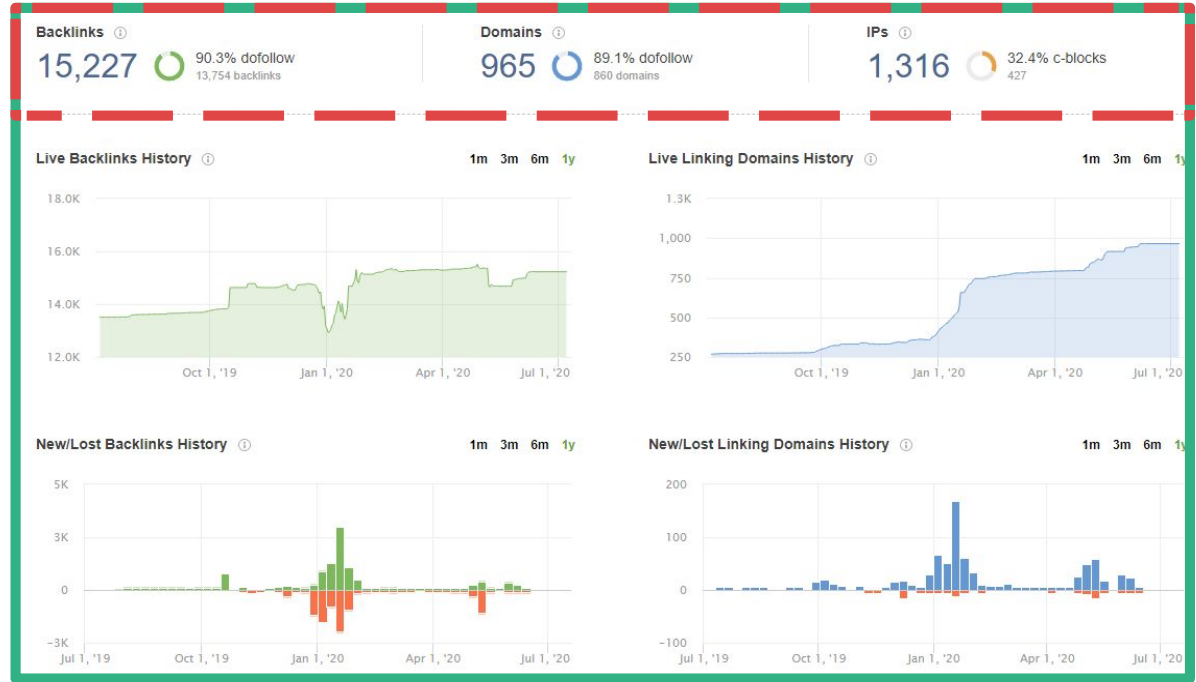 Backlinks
15,227
90.3% dofollow
13,754 backlinks
Domains
965
89.1% dofollow
860 domains
IPs
1,316
32.4% c-blocks
427
Live Backlinks History
1m 3m 6m 1y
18.0K
16.0K
14.0K
12.0K
Oct 1, '19 Jan 1, '20 Apr 1, '20 Jul 1, '20
Live Linking Domains History
1m 3m 6m 1y
1.3K
1,000
750
500
250
Oct 1, '19 Jan 1, '20 Apr 1, '20 Jul 1, '20
New/Lost Backlinks History
1m 3m 6m 1y
5K
3K
0
-3K
Jul 1, '19 Oct 1, '19 Jan 1, '20 Apr 1, '20 Jul 1, '20
New/Lost Linking Domains History
1m 3m 6m 1y
200
100
0
-100
Jul 1, '19 Oct 1, '19 Jan 1, '20 Apr 1, '20 Jul 1, '20